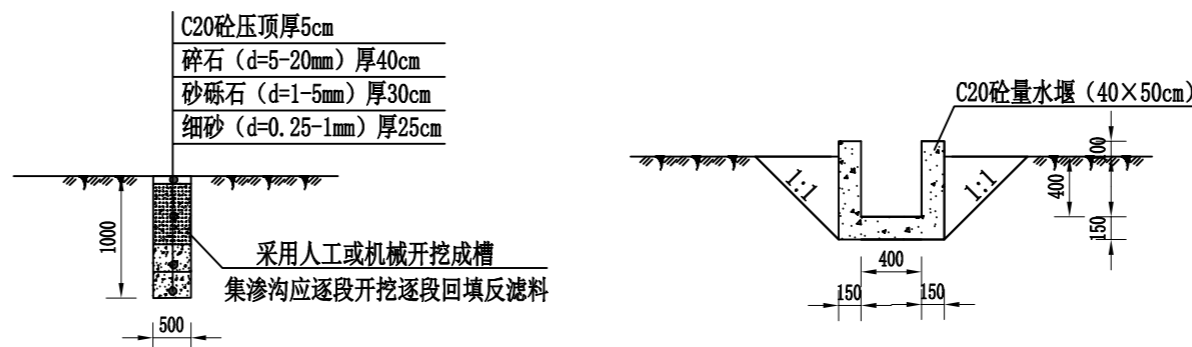 C20砼压顶厚5cm
碎石（d=5-20mm）厚40cm
砂砾石（d=1-5mm）厚30cm
细砂（d=0.25-1mm）厚25cm
1000
采用人工或机械开挖成槽
集渗沟应逐段开挖逐段回填反滤料
500
C20砼量水堰（40×50cm）
1:1
1:1
400
150
400
150
150